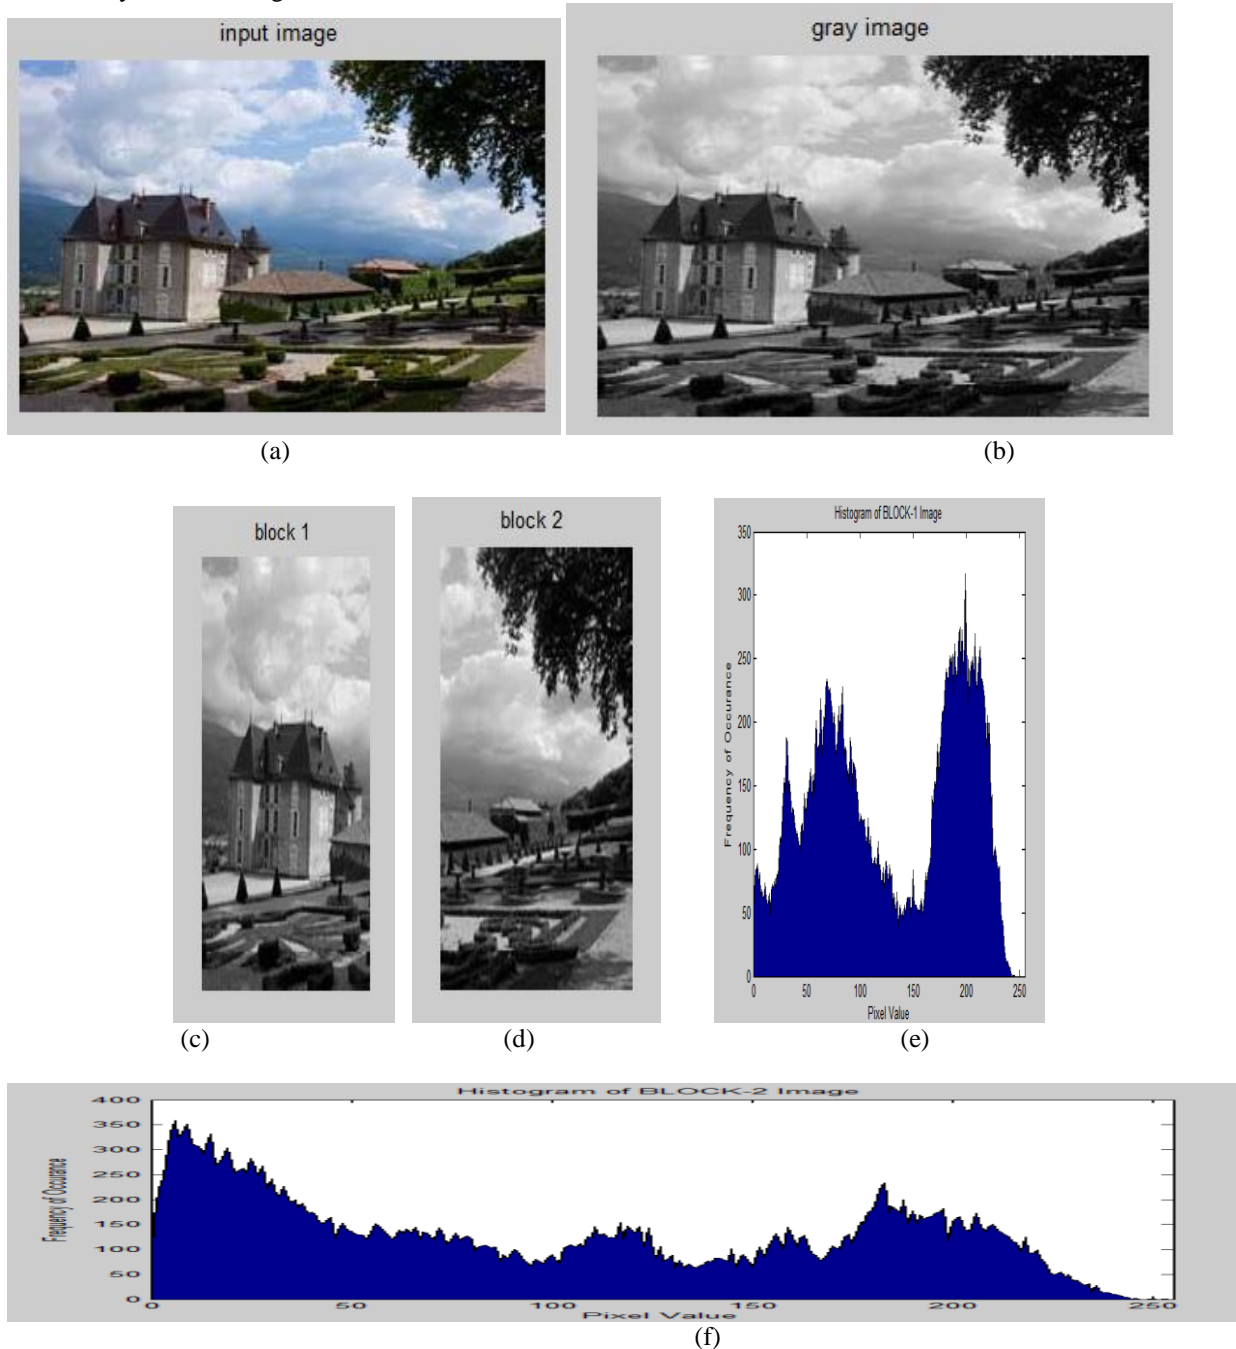 input image
gray image
(a)
(b)
block 1
block 2
Histogram of BLOCK-1 Image
350
300
250
200
150
100
50
0
Frequency of Occurance
0 50 100 150 200 250
Pixel Value
(c)
(d)
(e)
Histogram of BLOCK-2 Image
400
350
300
250
200
150
100
50
0
Frequency of Occurance
0 50 100 150 200 250
Pixel Value
(f)